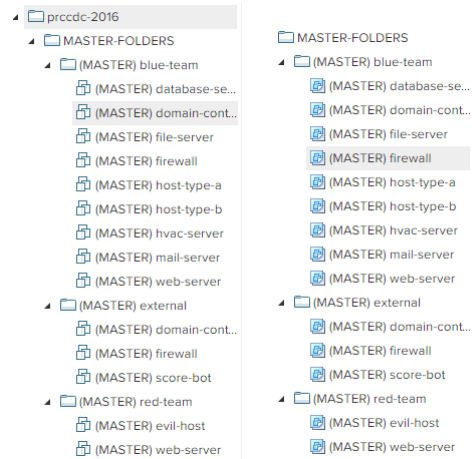 prccdc-2016
MASTER-FOLDERS
(MASTER) blue-team
(MASTER) database-se...
(MASTER) domain-cont...
(MASTER) file-server
(MASTER) firewall
(MASTER) host-type-a
(MASTER) host-type-b
(MASTER) hvac-server
(MASTER) mail-server
(MASTER) web-server
(MASTER) external
(MASTER) domain-cont...
(MASTER) firewall
(MASTER) score-bot
(MASTER) red-team
(MASTER) evil-host
(MASTER) web-server
MASTER-FOLDERS
(MASTER) blue-team
(MASTER) database-se...
(MASTER) domain-cont...
(MASTER) file-server
(MASTER) firewall
(MASTER) host-type-a
(MASTER) host-type-b
(MASTER) hvac-server
(MASTER) mail-server
(MASTER) web-server
(MASTER) external
(MASTER) domain-cont...
(MASTER) firewall
(MASTER) score-bot
(MASTER) red-team
(MASTER) evil-host
(MASTER) web-server